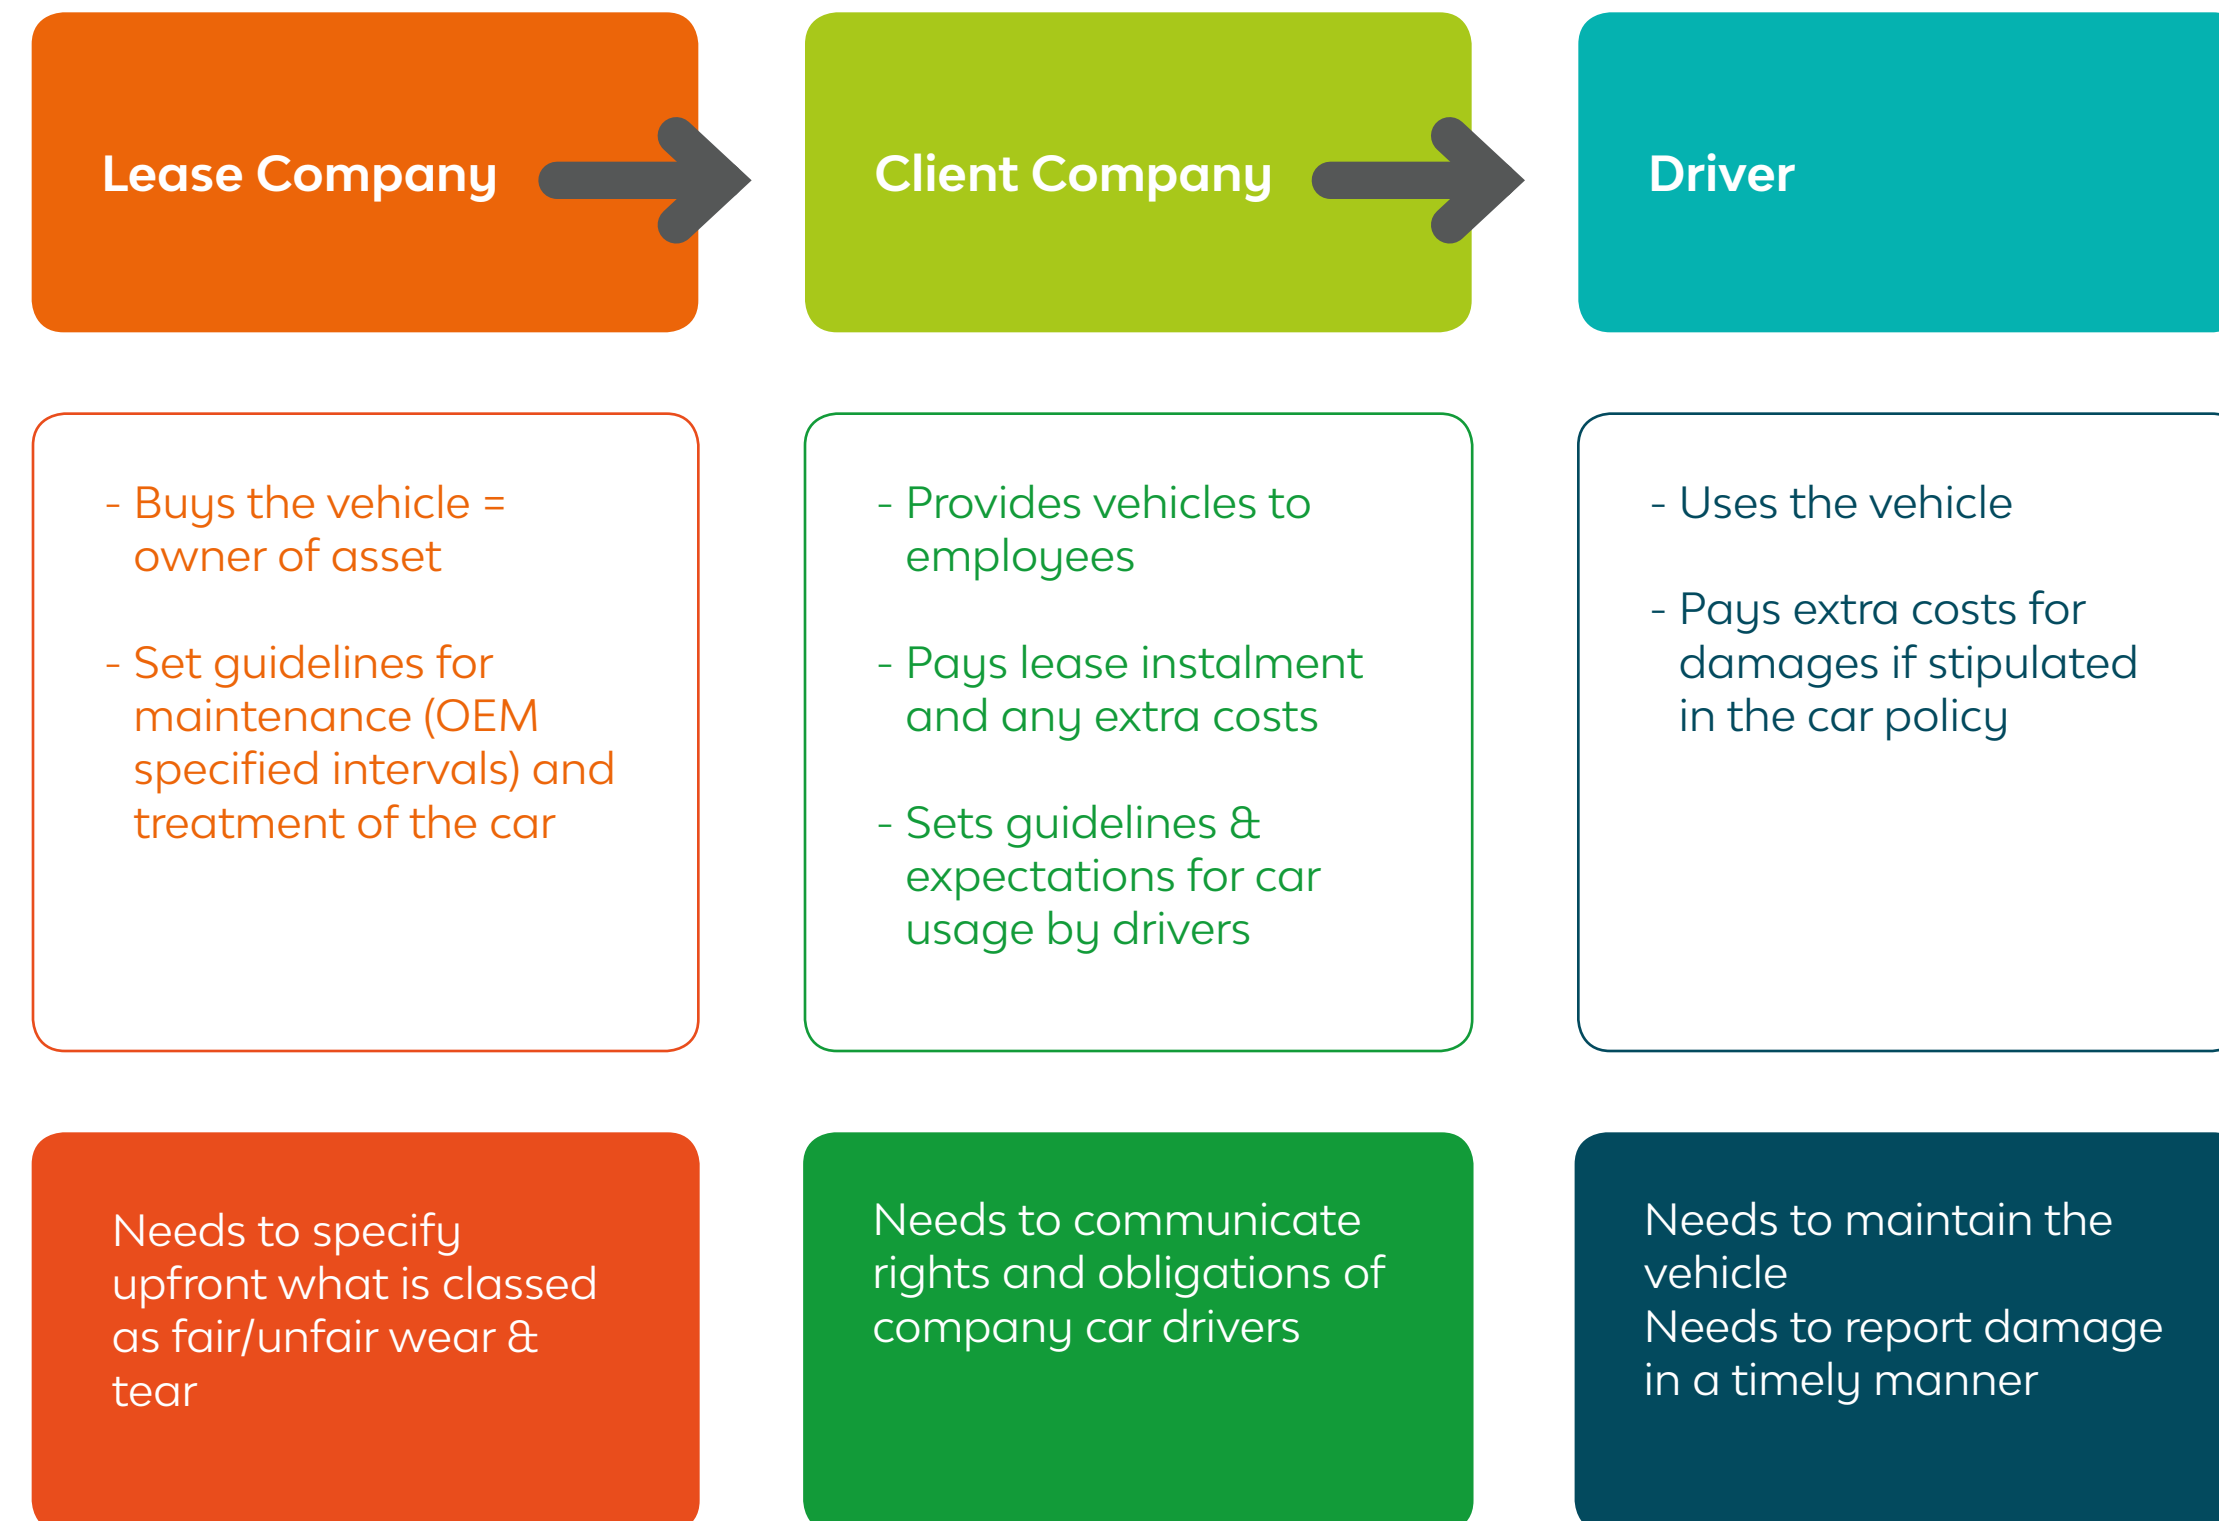 Lease Company
Client Company
Driver
- Buys the vehicle =
owner of asset
- Set guidelines for
maintenance (OEM
specified intervals) and
treatment of the car
- Provides vehicles to
employees
- Pays lease instalment
and any extra costs
- Sets guidelines &
expectations for car
usage by drivers
- Uses the vehicle
- Pays extra costs for
damages if stipulated
in the car policy
Needs to specify
upfront what is classed
as fair/unfair wear &
tear
Needs to communicate
rights and obligations of
company car drivers
Needs to maintain the
vehicle
Needs to report damage
in a timely manner